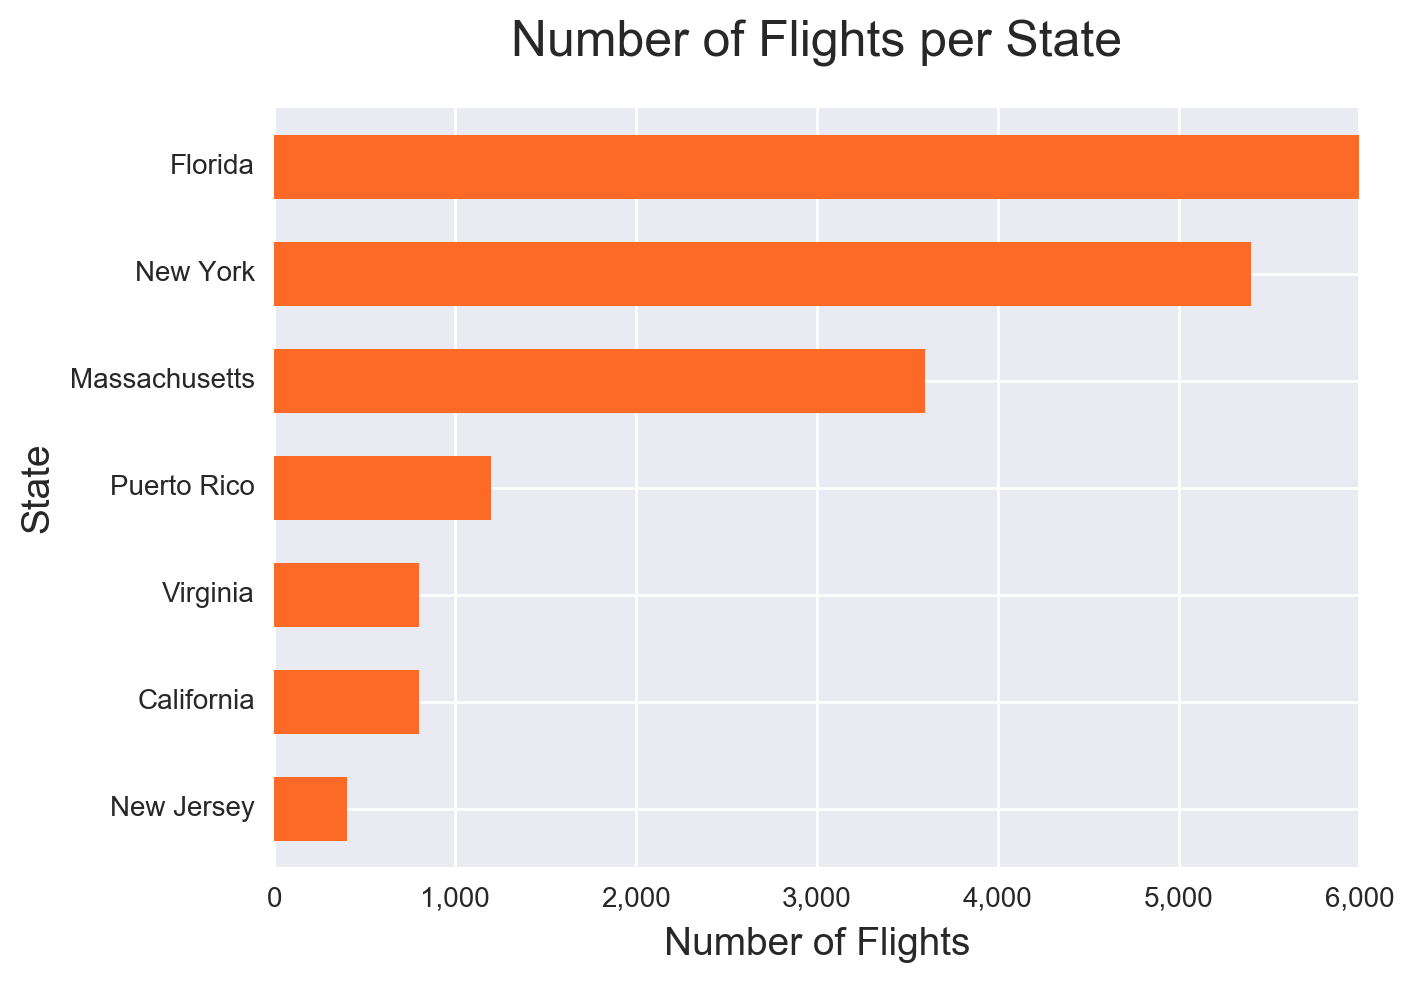 Number of Flights per State
Florida
New York
Massachusetts
Puerto Rico
Virginia
California
New Jersey
State
0 1,000 2,000 3,000 4,000 5,000 6,000
Number of Flights